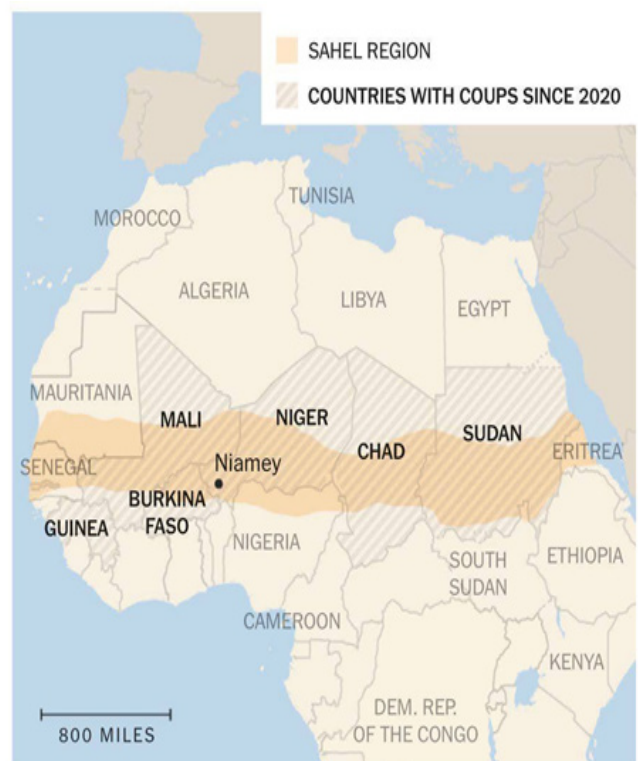 SAHEL REGION
COUNTRIES WITH COUPS SINCE 2020
TUNISIA
MOROCCO
ALGERIA
LIBYA
EGYPT
MAURITANIA
MALI
NIGER
CHAD
SUDAN
ERITREA
SENEGAL
Niamey
BURKINA
FASO
GUINEA
NIGERIA
SOUTH
SUDAN
ETHIOPIA
CAMEROON
KENYA
DEM. REP.
OF THE CONGO
800 MILES